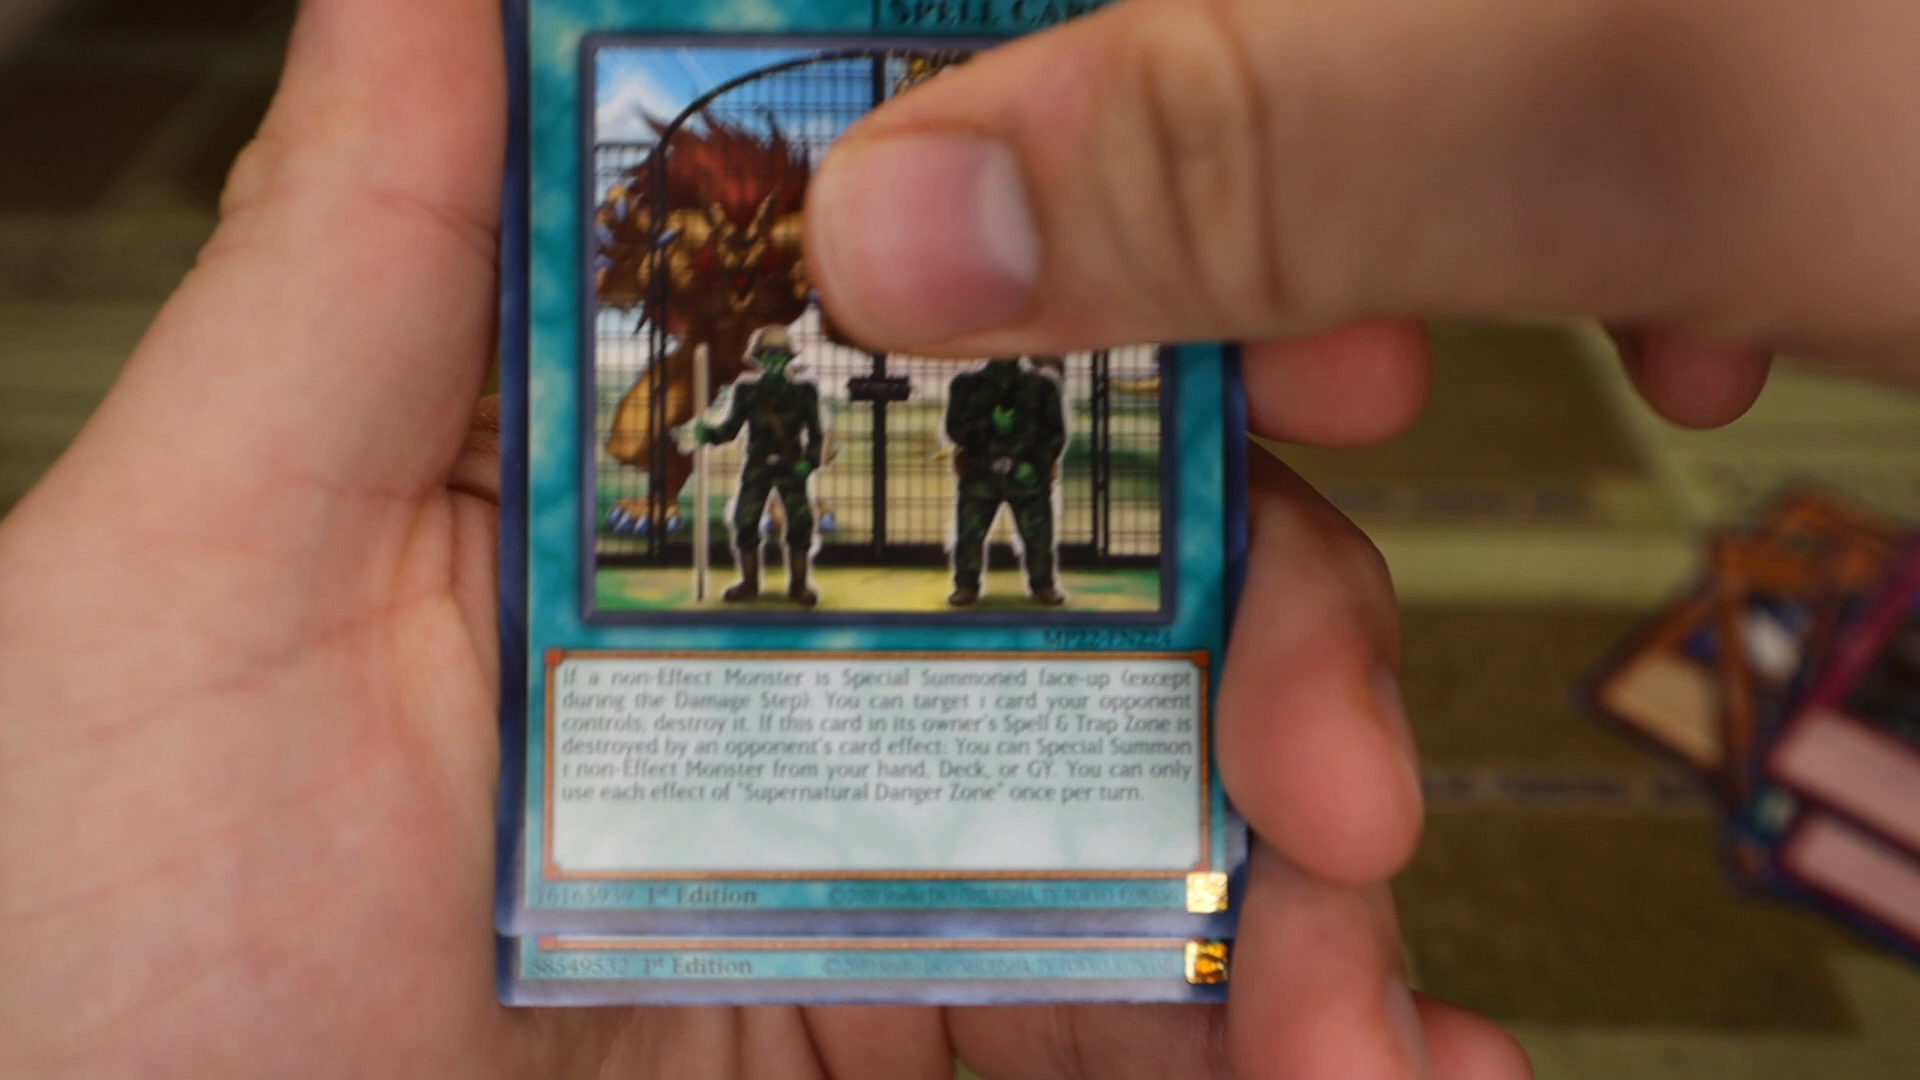 [SPELL CAR
MP22-EN224
If a non-Effect Monster is Special Summoned face-up (except
during the Damage Step): You can target 1 card your opponent
controls; destroy it. If this card in its owner's Spell & Trap Zone is
destroyed by an opponent's card effect: You can Special Summon
1 non-Effect Monster from your hand, Deck, or GY. You can only
use each effect of "Supernatural Danger Zone" once per turn.
16165939 1st Edition
58549532 1st Edition